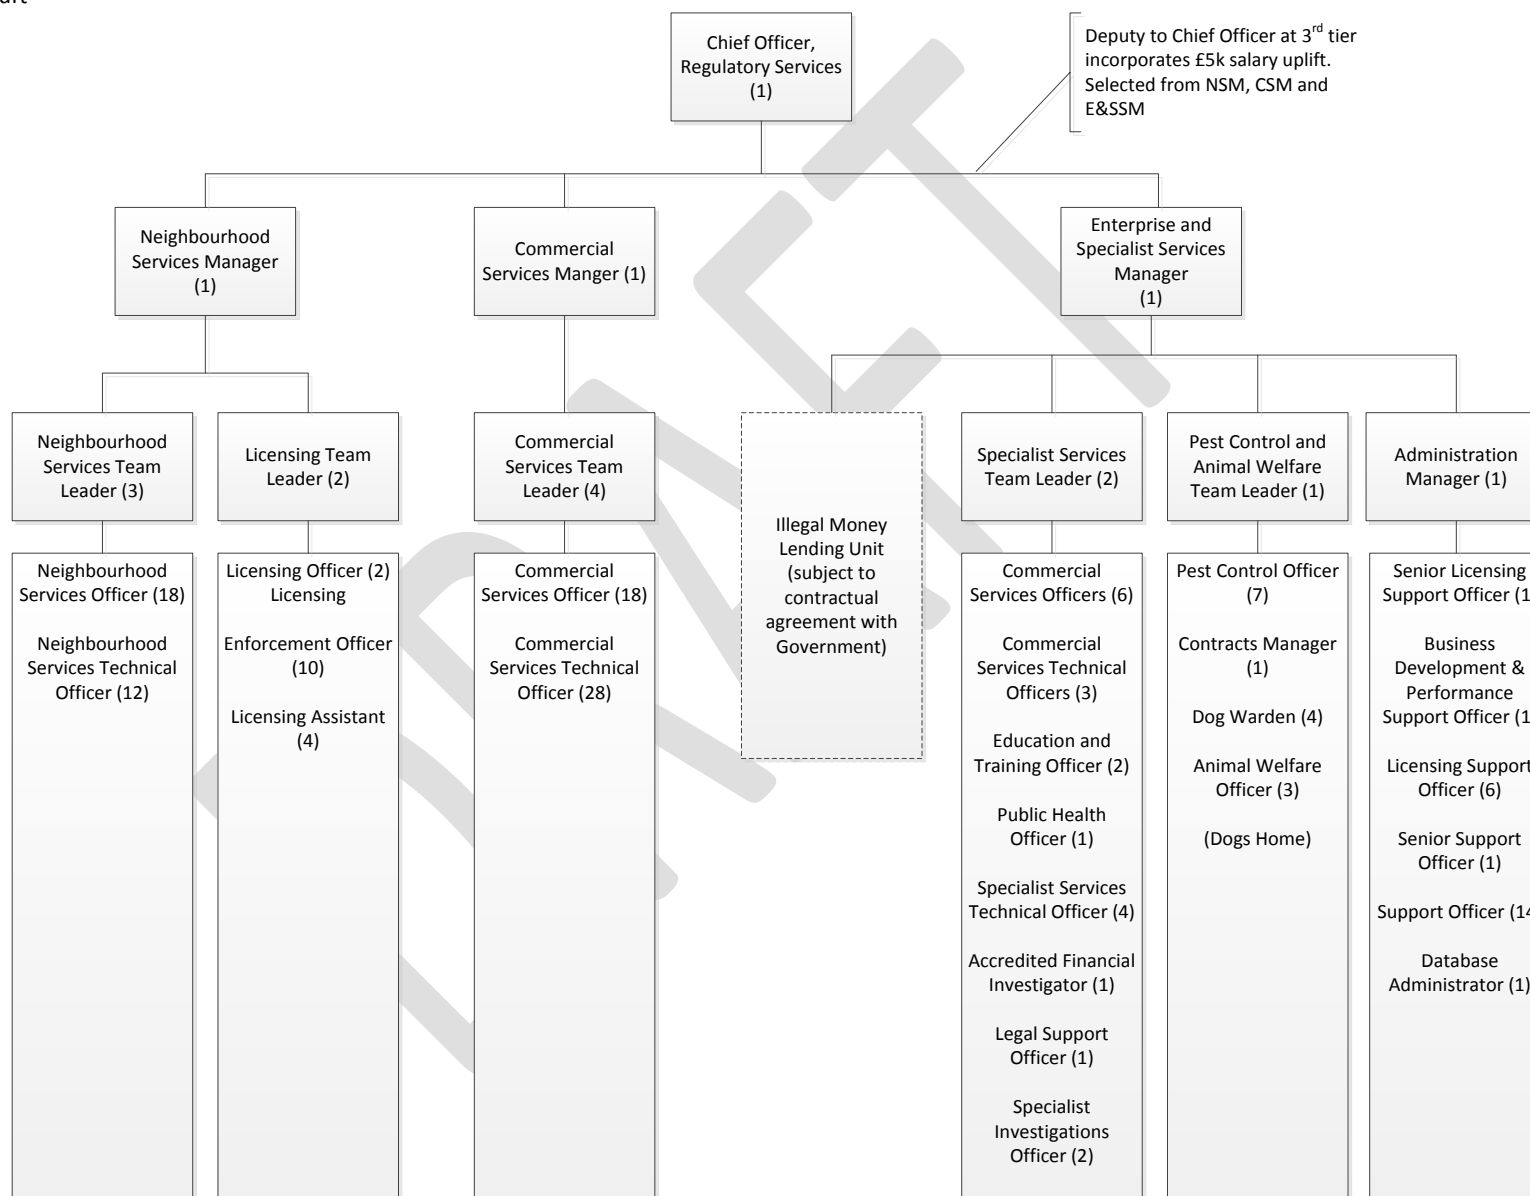 Chief Officer,
Regulatory Services
(1)
Deputy to Chief Officer at 3rd tier
incorporates £5k salary uplift.
Selected from NSM, CSM and
E&SSM
Neighbourhood
Services Manager
(1)
Commercial
Services Manger (1)
Enterprise and
Specialist Services
Manager
(1)
Neighbourhood
Services Team
Leader (3)
Licensing Team
Leader (2)
Commercial
Services Team
Leader (4)
Illegal Money
Lending Unit
(subject to
contractual
agreement with
Government)
Specialist Services
Team Leader (2)
Pest Control and
Animal Welfare
Team Leader (1)
Administration
Manager (1)
Neighbourhood
Services Officer (18)
Neighbourhood
Services Technical
Officer (12)
Licensing Officer (2)
Licensing
Enforcement Officer
(10)
Licensing Assistant
(4)
Commercial
Services Officer (18)
Commercial
Services Technical
Officer (28)
Commercial
Services Officers (6)
Commercial
Services Technical
Officers (3)
Education and
Training Officer (2)
Public Health
Officer (1)
Specialist Services
Technical Officer (4)
Accredited Financial
Investigator (1)
Legal Support
Officer (1)
Specialist
Investigations
Officer (2)
Pest Control Officer
(7)
Contracts Manager
(1)
Dog Warden (4)
Animal Welfare
Officer (3)
(Dogs Home)
Senior Licensing
Support Officer (1
Business
Development &
Performance
Support Officer (1
Licensing Support
Officer (6)
Senior Support
Officer (1)
Support Officer (14
Database
Administrator (1)
DRAFT